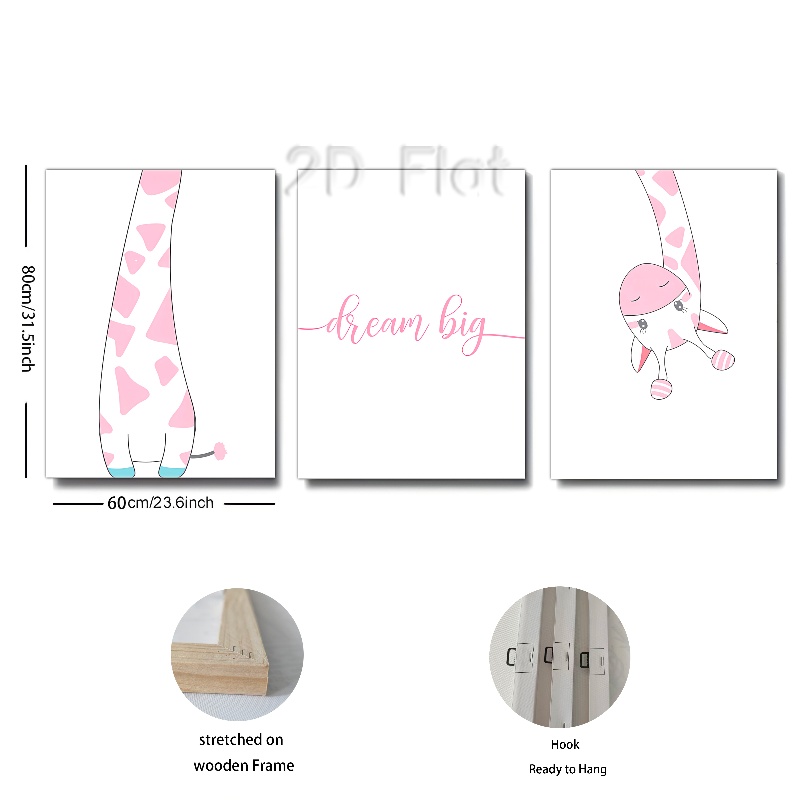 2D Flat
80cm/31.5inch
dream big
60cm/23.6inch
stretched on
wooden Frame
Hook
Ready to Hang